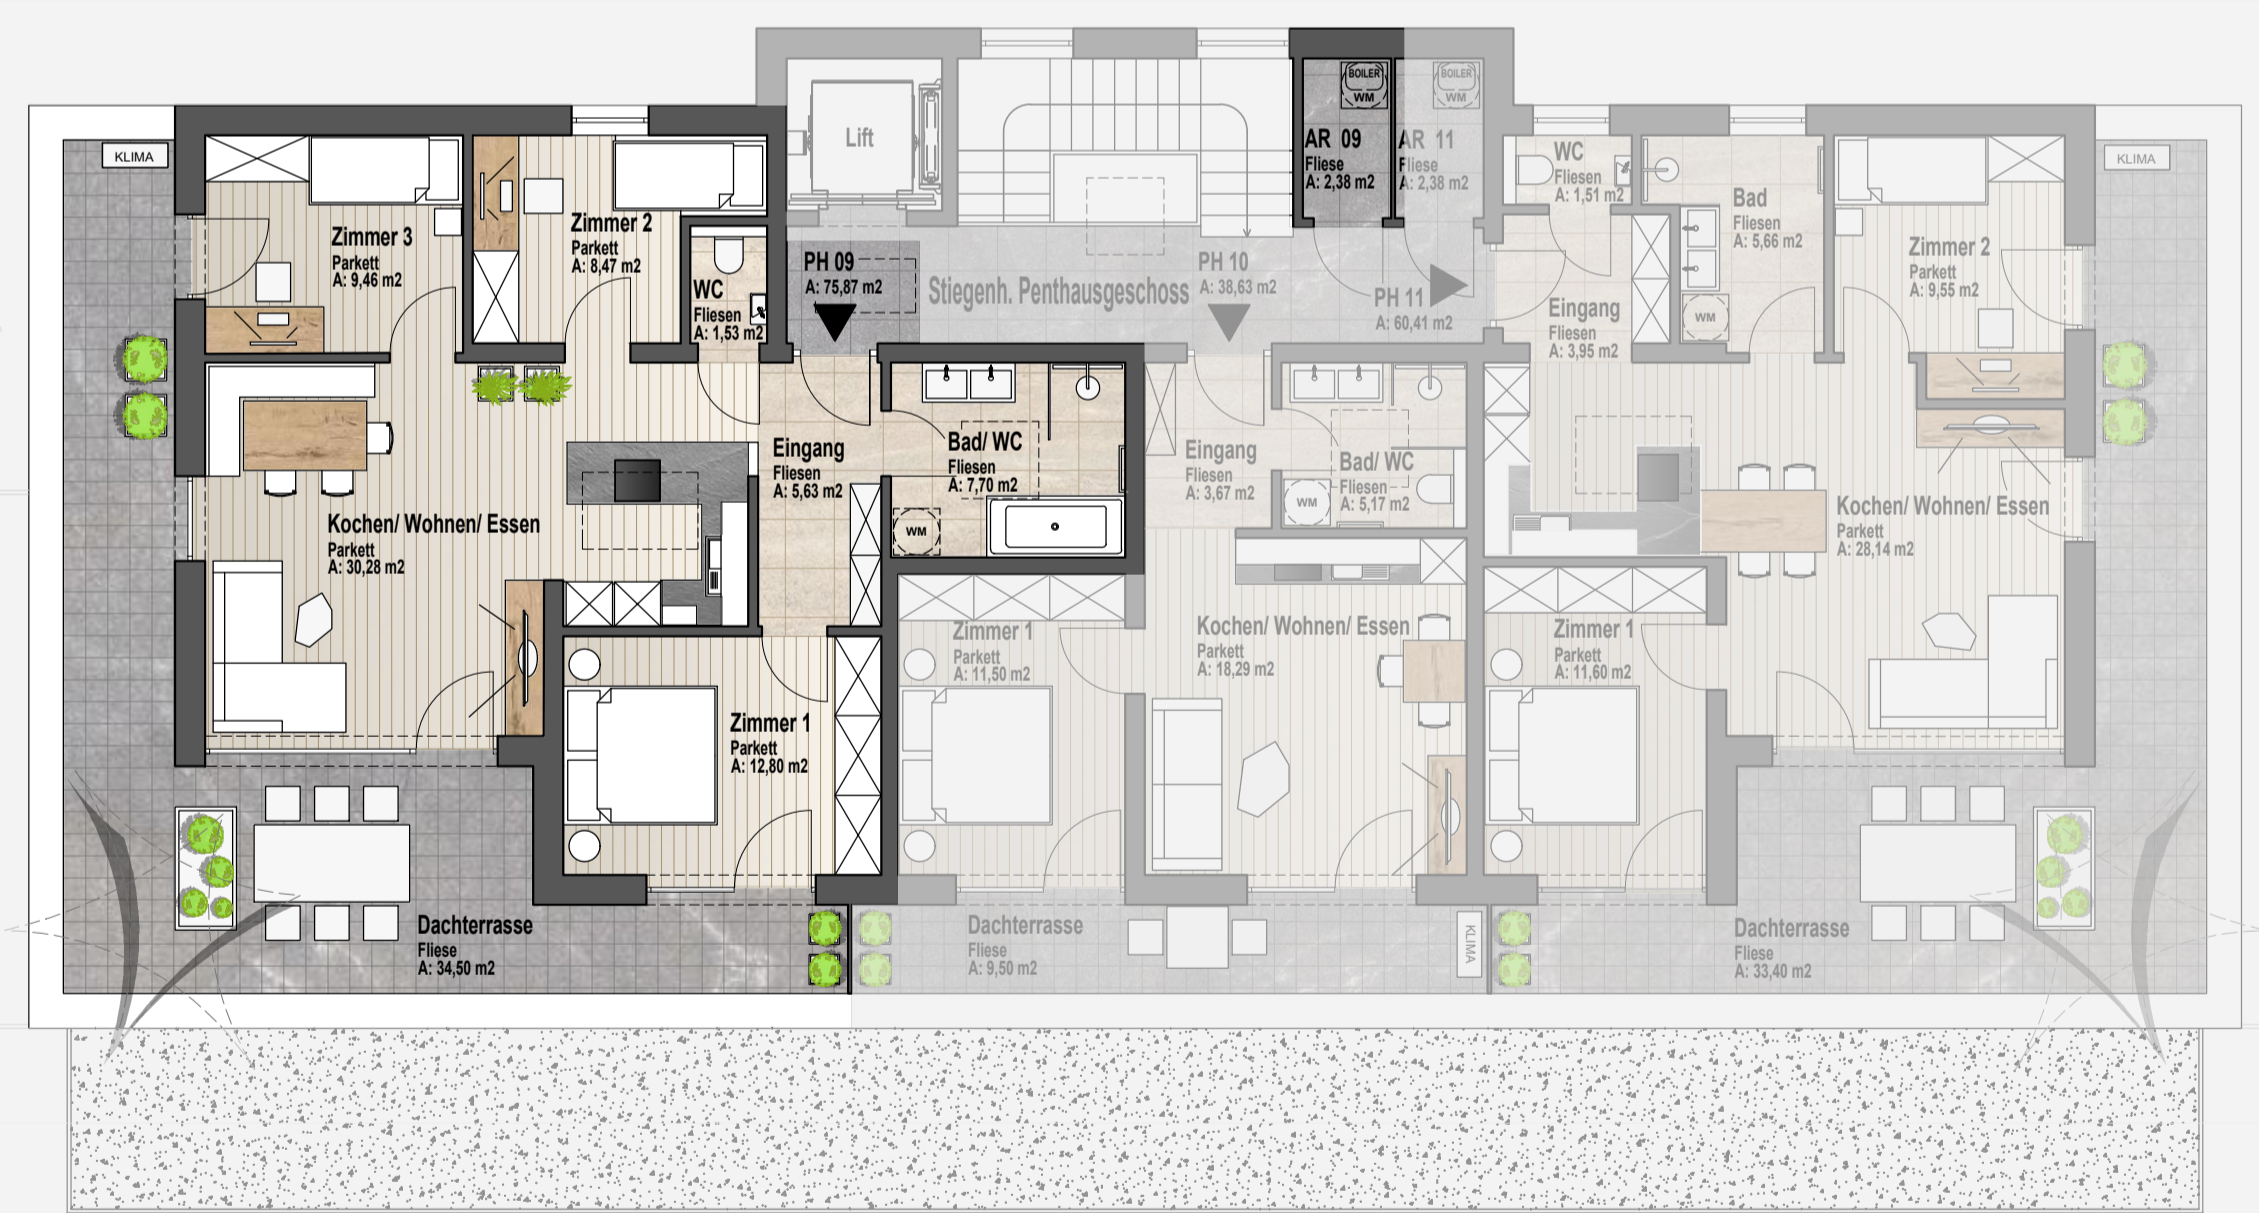 BOILER
WM
AR 09
Fliese
A: 2,38 m2
BOILER
WM
AR 11
Fliese
A: 2,38 m2
Lift
KLIMA
Zimmer 3
Parkett
A: 9,46 m2
Zimmer 2
Parkett
A: 8,47 m2
WC
Fliesen
A: 1,53 m2
PH 09
A: 75,87 m2
Stiegenh. Penthausgeschoss
PH 10
A: 38,63 m2
PH 11
A: 60,41 m2
WC
Fliesen
A: 1,51 m2
Bad
Fliesen
A: 5,66 m2
WM
Eingang
Fliesen
A: 3,95 m2
Zimmer 2
Parkett
A: 9,55 m2
KLIMA
Kochen/ Wohnen/ Essen
Parkett
A: 30,28 m2
Eingang
Fliesen
A: 5,63 m2
Bad/ WC
Fliesen
A: 7,70 m2
WM
Eingang
Fliesen
A: 3,67 m2
Bad/ WC
Fliesen
A: 5,17 m2
WM
Kochen/ Wohnen/ Essen
Parkett
A: 28,14 m2
Zimmer 1
Parkett
A: 12,80 m2
Zimmer 1
Parkett
A: 11,50 m2
Kochen/ Wohnen/ Essen
Parkett
A: 18,29 m2
Zimmer 1
Parkett
A: 11,60 m2
Dachterrasse
Fliese
A: 34,50 m2
Dachterrasse
Fliese
A: 9,50 m2
KLIMA
Dachterrasse
Fliese
A: 33,40 m2